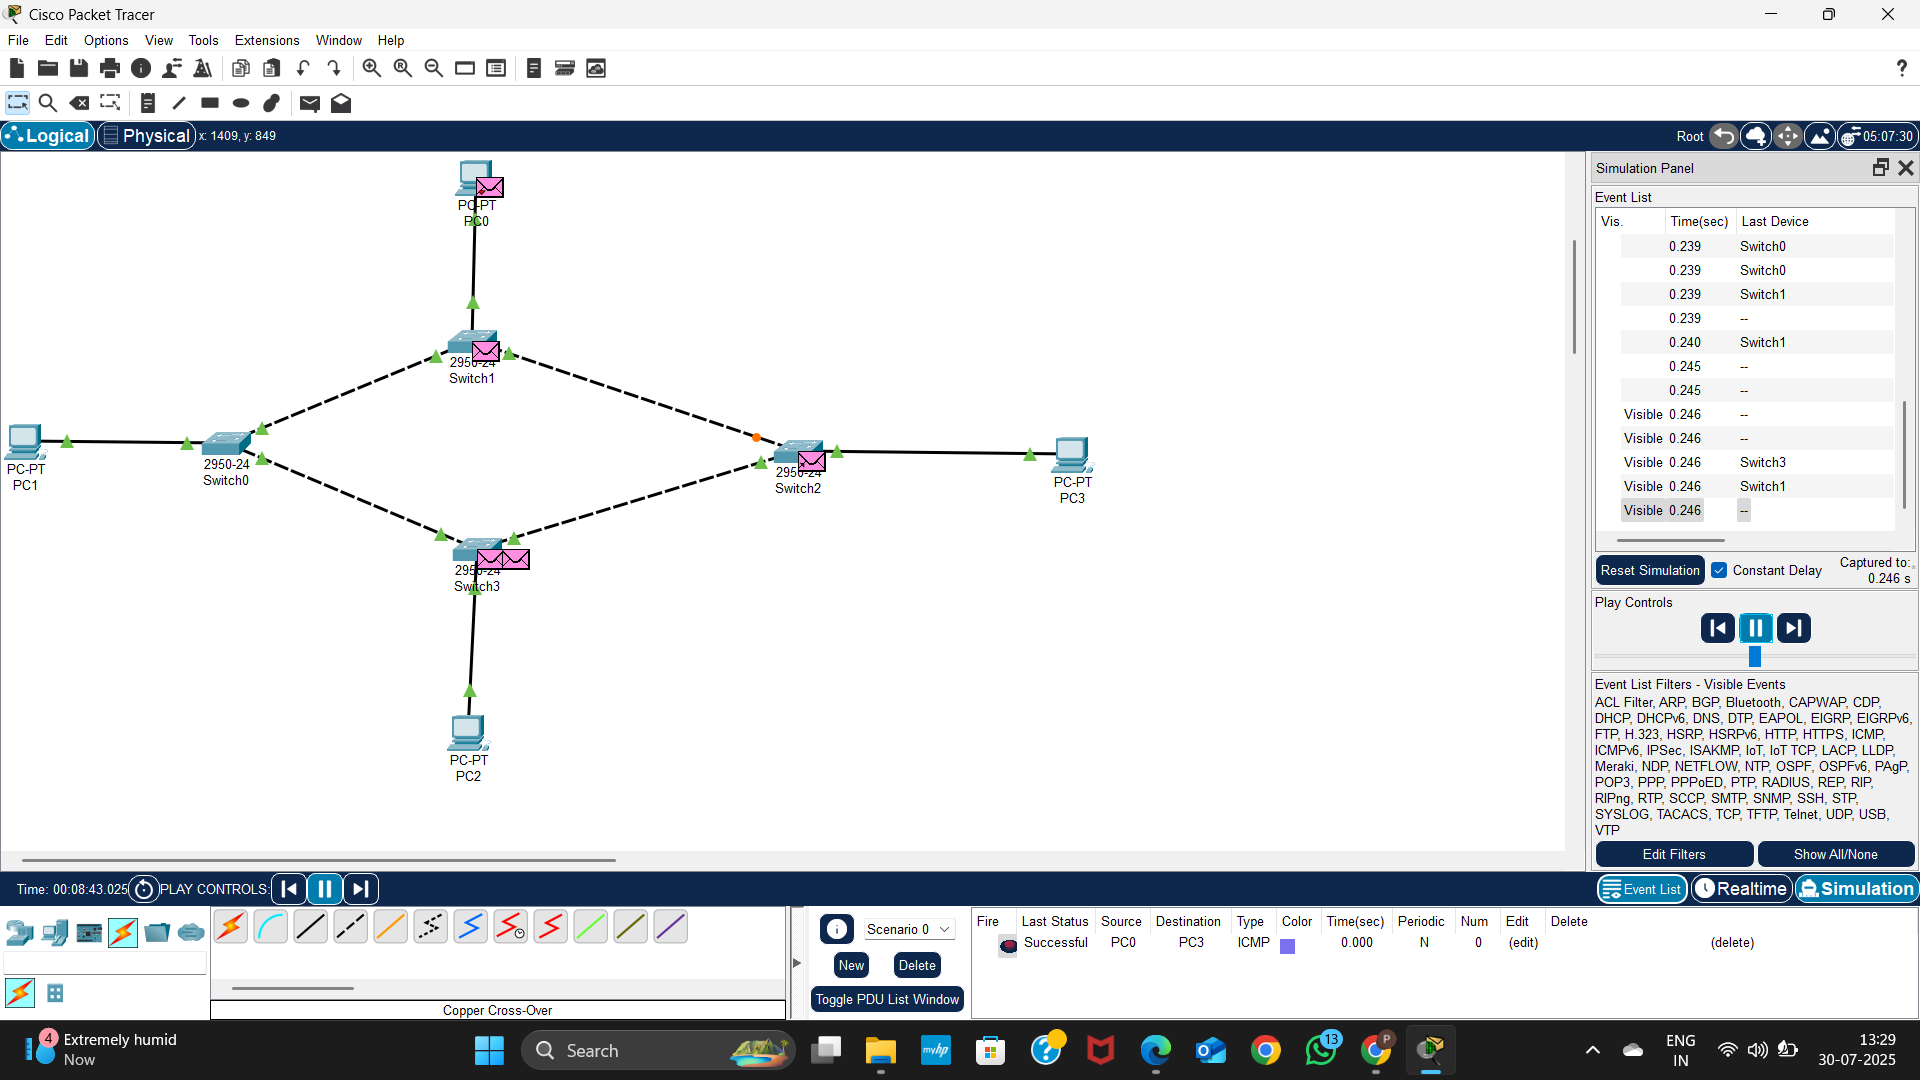 Cisco Packet Tracer
File Edit Options View Tools Extensions Window Help
?
Logical Physical x: 1409, y: 849
Root 05:07:30
PC-PT
PC0
2950-24
Switch1
PC-PT
PC1
2950-24
Switch0
2950-24
Switch2
PC-PT
PC3
2950-24
Switch3
PC-PT
PC2
Simulation Panel
Event List
Vis. Time(sec) Last Device
0.239 Switch0
0.239 Switch0
0.239 Switch1
0.239 --
0.240 Switch1
0.245 --
0.245 --
Visible 0.246 --
Visible 0.246 --
Visible 0.246 Switch3
Visible 0.246 Switch1
Visible 0.246 --
Reset Simulation Constant Delay Captured to:
0.246 s
Play Controls
Event List Filters - Visible Events
ACL Filter, ARP, BGP, Bluetooth, CAPWAP, CDP,
DHCP, DHCPv6, DNS, DTP, EAPOL, EIGRP, EIGRPv6,
FTP, H.323, HSRP, HSRPv6, HTTP, HTTPS, ICMP,
ICMPv6, IPSec, ISAKMP, IoT, IoT TCP, LACP, LLDP,
Meraki, NDP, NETFLOW, NTP, OSPF, OSPFv6, PAgP,
POP3, PPP, PPPoED, PTP, RADIUS, REP, RIP,
RIPng, RTP, SCCP, SMTP, SNMP, SSH, STP,
SYSLOG, TACACS, TCP, TFTP, Telnet, UDP, USB,
VTP
Edit Filters Show All/None
Time: 00:08:43.025 PLAY CONTROLS:
Event List Realtime Simulation
Copper Cross-Over
Scenario 0
New Delete
Toggle PDU List Window
Fire Last Status Source Destination Type Color Time(sec) Periodic Num Edit Delete
Successful PC0 PC3 ICMP 0.000 N 0 (edit) (delete)
4
Extremely humid
Now
Search
myhp
13
P
ENG
IN
13:29
30-07-2025